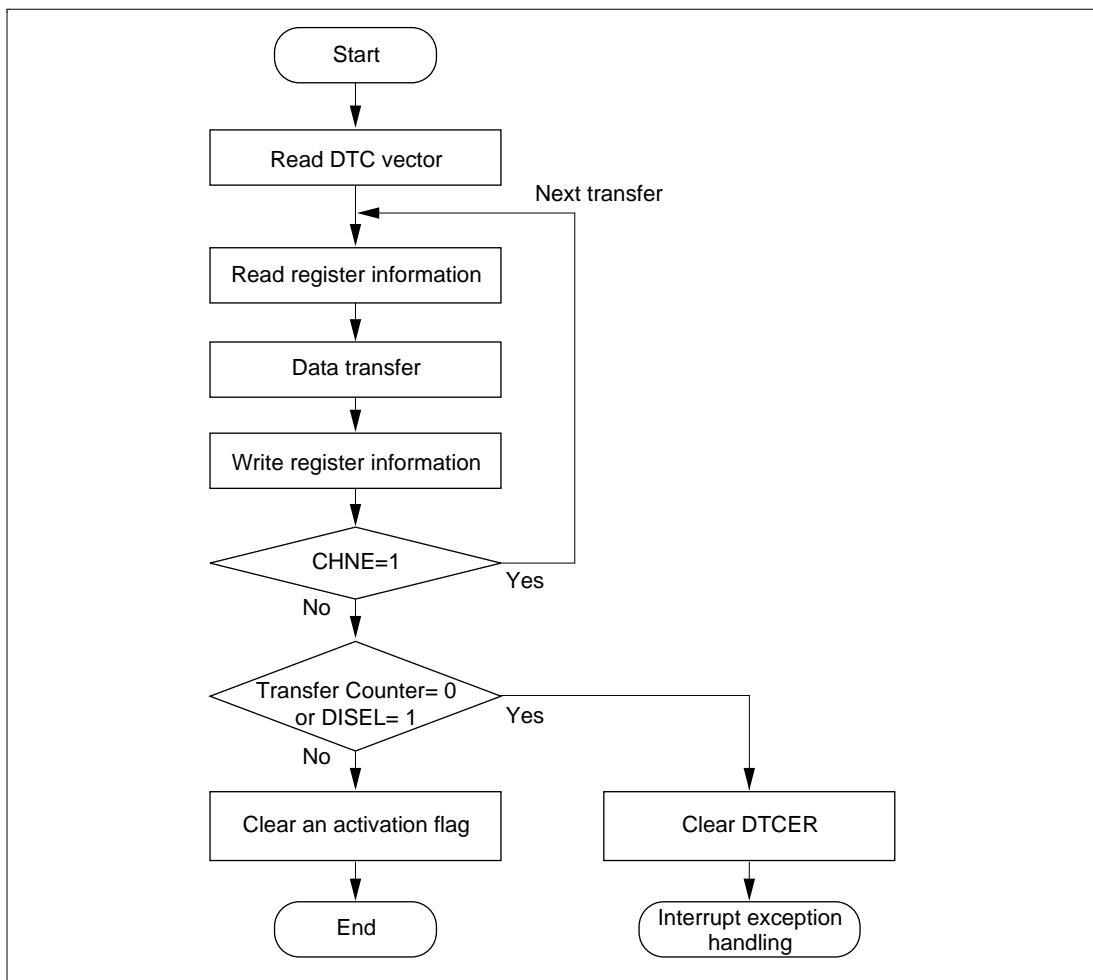 Start
Read DTC vector
Next transfer
Read register information
Data transfer
Write register information
CHNE=1
Yes
No
Transfer Counter= 0
or DISEL= 1
Yes
No
Clear an activation flag
Clear DTCER
End
Interrupt exception
handling